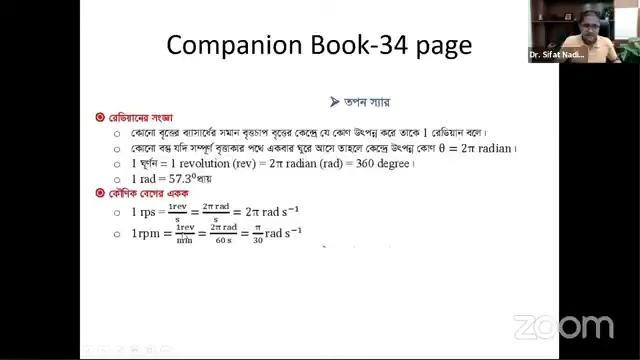 Companion Book-34 page
Dr. Sifat Nadi...
➤ তপন স্যার
রেডিয়ানের সংজ্ঞা
○ কোনো বৃত্তের ব্যাসার্ধের সমান বৃত্তচাপ বৃত্তের কেন্দ্রে যে কোণ উৎপন্ন করে তাকে 1 রেডিয়ান বলে।
○ কোনো বস্তু যদি সম্পূর্ণ বৃত্তাকার পথে একবার ঘুরে আসে তাহলে কেন্দ্রে উৎপন্ন কোণ θ = 2π radian।
○ 1 ঘূর্ণন = 1 revolution (rev) = 2π radian (rad) = 360 degree।
○ 1 rad = 57.3⁰ প্রায়
কৌণিক বেগের একক
○ 1 rps = 1rev/s = 2π rad/s = 2π rad s⁻¹
○ 1rpm = 1rev/min = 2π rad/60 s = π/30 rad s⁻¹
zoom